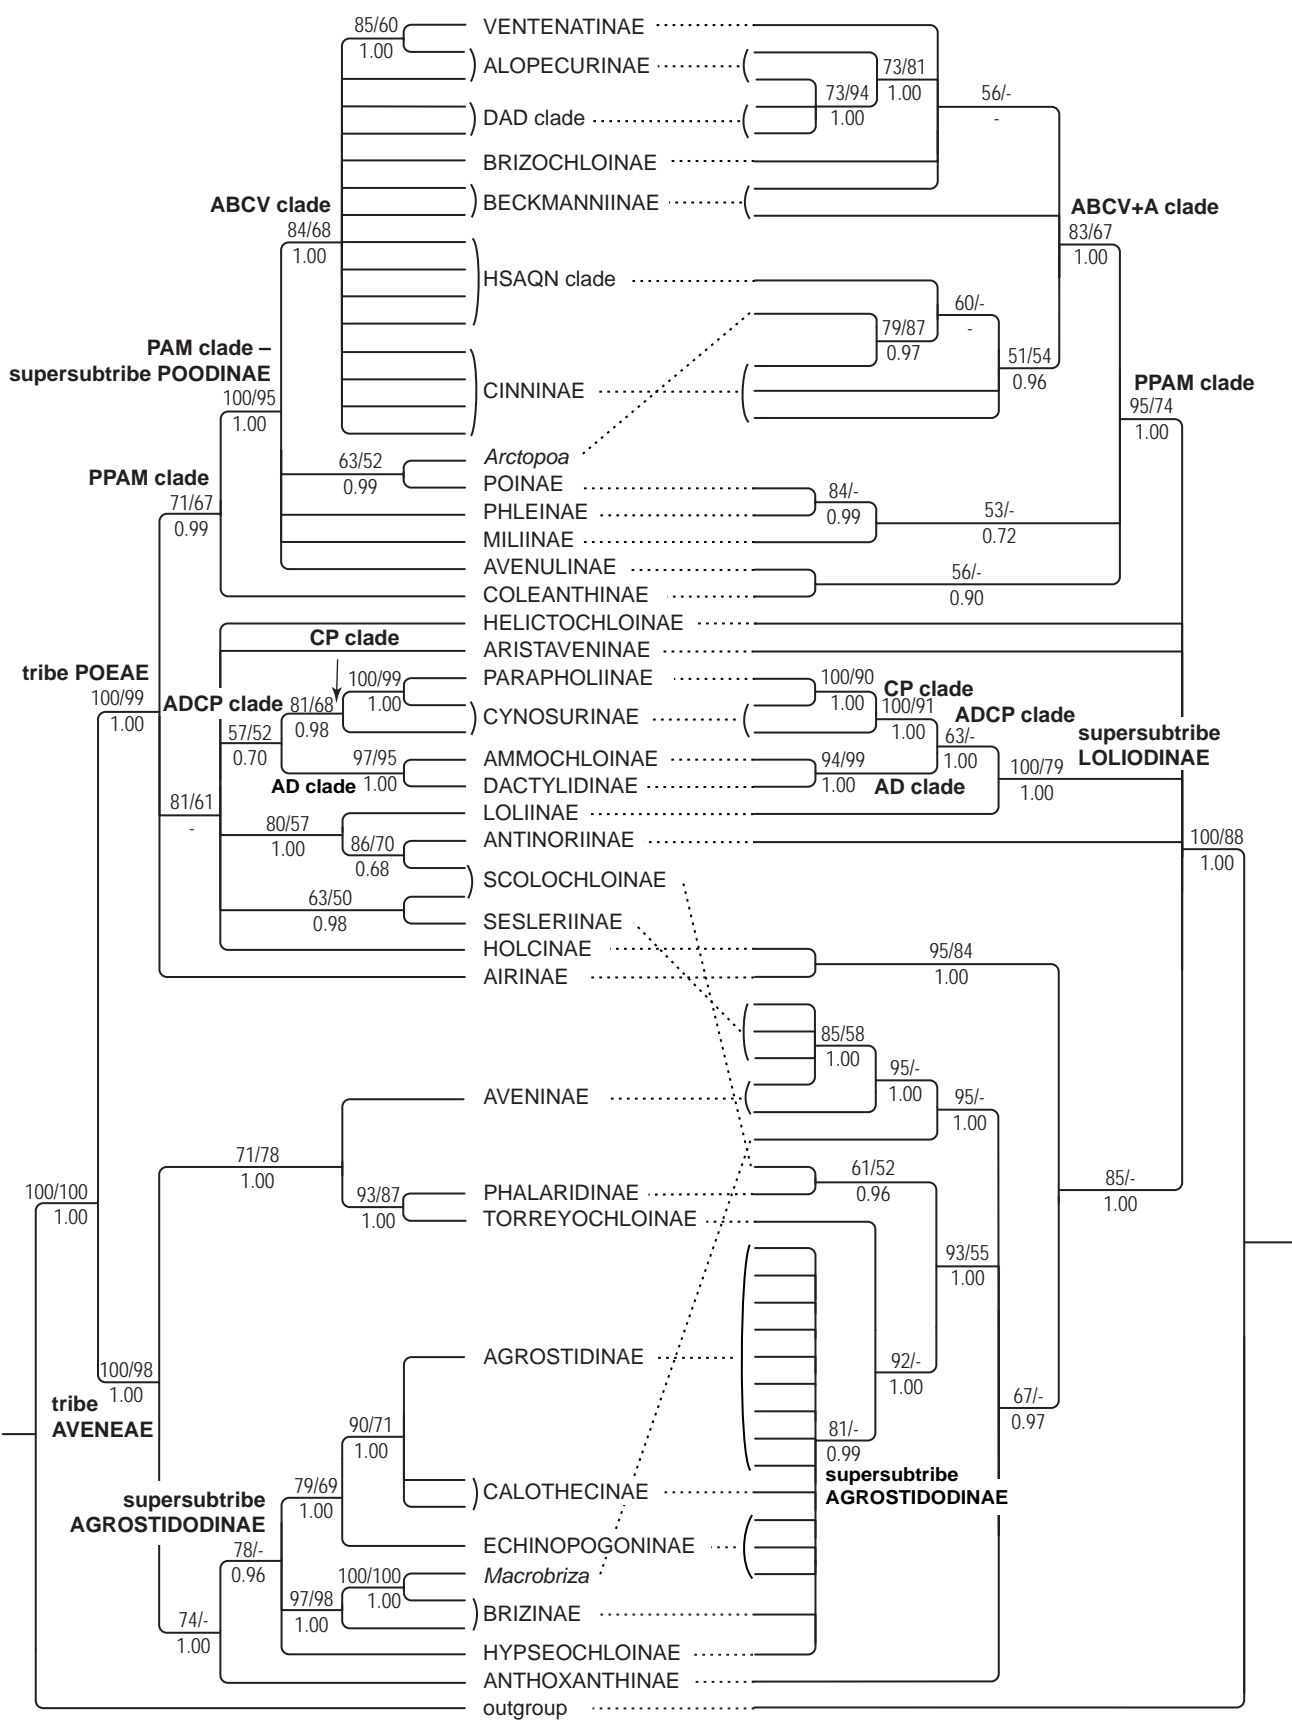 85/60
VENTENATINAE
1.00
ALOPECURINAE
73/81
1.00
73/94
1.00
56/-
-
DAD clade
BRIZOCHLOINAE
ABCV clade
84/68
1.00
BECKMANNIINAE
ABCV+A clade
83/67
1.00
HSAQN clade
60/-
-
79/87
0.97
51/54
0.96
PAM clade –
supersubtribe POODINAE
100/95
1.00
CINNINAE
PPAM clade
95/74
1.00
Arctopoa
63/52
0.99
POINAE
84/-
0.99
PPAM clade
71/67
0.99
PHLEINAE
53/-
0.72
MILIINAE
AVENULINAE
56/-
0.90
COLEANTHINAE
HELICTOCHLOINAE
CP clade
ARISTAVENINAE
tribe POEAE
100/99
1.00
PARAPHOLIINAE
100/99
1.00
100/90
1.00
CP clade
ADCP clade
81/68
0.98
100/91
1.00
ADCP clade
CYNOSURINAE
57/52
0.70
63/-
1.00
supersubtribe
LOLIODINAE
97/95
1.00
AMMOCHLOINAE
94/99
1.00
100/79
1.00
AD clade
DACTYLIDINAE
AD clade
81/61
-
LOLIINAE
80/57
1.00
86/70
0.68
ANTINORIINAE
100/88
1.00
SCOLOCHLOINAE
63/50
0.98
SESLERIINAE
HOLCINAE
95/84
1.00
AIRINAE
85/58
1.00
95/-
1.00
AVENINAE
95/-
1.00
71/78
1.00
61/52
0.96
85/-
1.00
100/100
1.00
93/87
1.00
PHALARIDINAE
TORREYOCHLOINAE
93/55
1.00
AGROSTIDINAE
92/-
1.00
100/98
1.00
tribe
AVENEAE
67/-
0.97
90/71
1.00
81/-
0.99
supersubtribe
AGROSTIDODINAE
79/69
1.00
CALOTHECINAE
supersubtribe
AGROSTIDODINAE
78/-
0.96
ECHINOPOGONINAE
100/100
1.00
Macrobriza
97/98
1.00
BRIZINAE
74/-
1.00
HYPSEOCHLOINAE
ANTHOXANTHINAE
outgroup